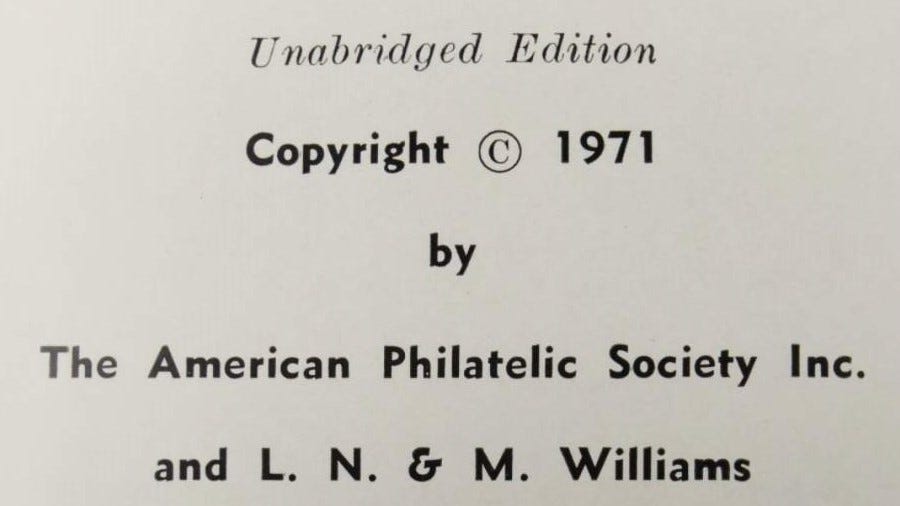 Unabridged Edition
Copyright © 1971
by
The American Philatelic Society Inc.
and L. N. & M. Williams